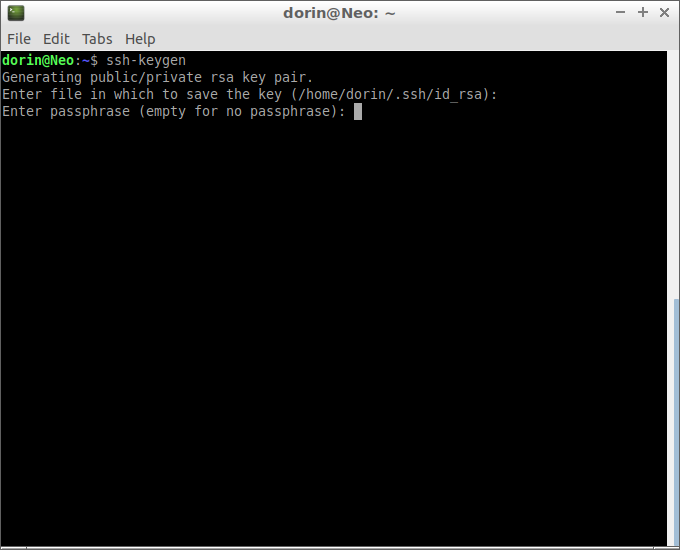 dorin@Neo: ~
File Edit Tabs Help
dorin@Neo:~$ ssh-keygen
Generating public/private rsa key pair.
Enter file in which to save the key (/home/dorin/.ssh/id_rsa):
Enter passphrase (empty for no passphrase):